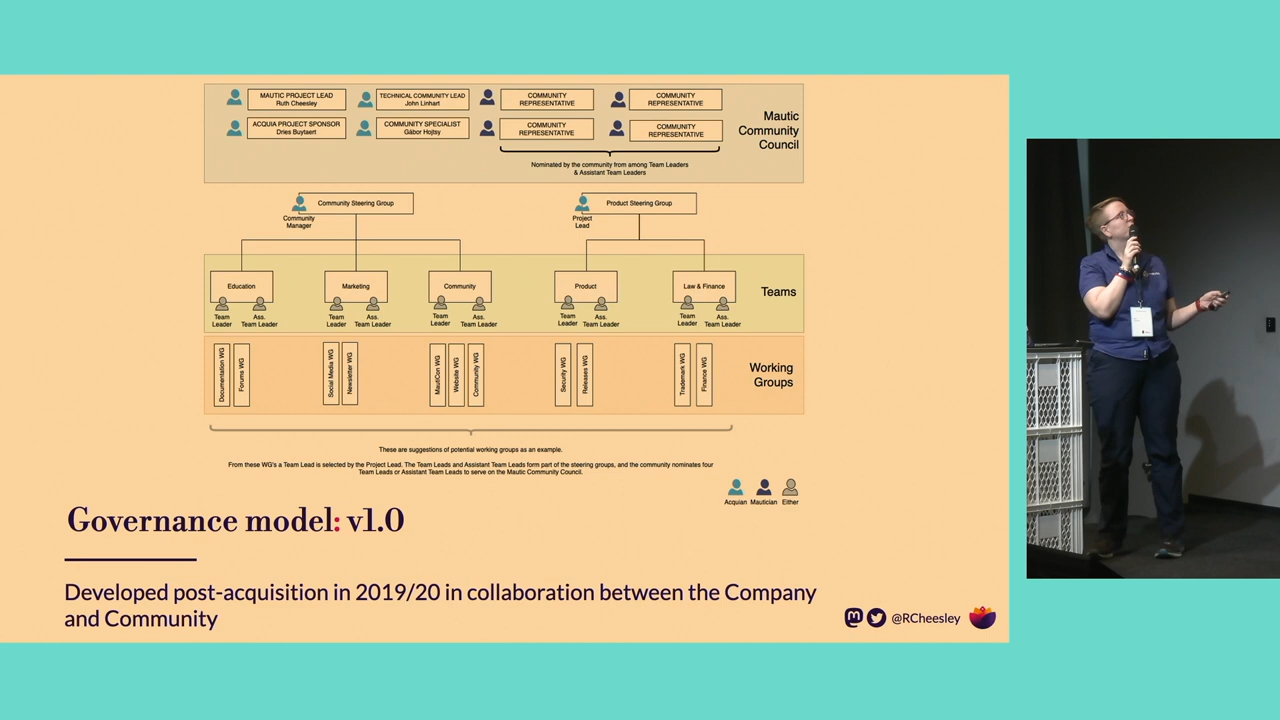 MAUTIC PROJECT LEAD
Ruth Cheesley
TECHNICAL COMMUNITY LEAD
John Linhart
COMMUNITY
REPRESENTATIVE
COMMUNITY
REPRESENTATIVE
ACQUIA PROJECT SPONSOR
Dries Buytaert
COMMUNITY SPECIALIST
Gábor Hojtsy
COMMUNITY
REPRESENTATIVE
COMMUNITY
REPRESENTATIVE
Mautic
Community
Council
Nominated by the community from among Team Leaders
& Assistant Team Leaders
Community Steering Group
Community
Manager
Product Steering Group
Project
Lead
Education
Marketing
Community
Product
Law & Finance
Teams
Team
Leader
Ass.
Team Leader
Team
Leader
Ass.
Team Leader
Team
Leader
Ass.
Team Leader
Team
Leader
Ass.
Team Leader
Team
Leader
Ass.
Team Leader
Documentation WG
Forums WG
Social Media WG
Newsletter WG
MautiCon WG
Website WG
Community WG
Security WG
Releases WG
Trademark WG
Finance WG
Working
Groups
These are suggestions of potential working groups as an example.
From these WG's a Team Lead is selected by the Project Lead. The Team Leads and Assistant Team Leads form part of the steering groups, and the community nominates four
Team Leads or Assistant Team Leads to serve on the Mautic Community Council.
Acquian
Mautician
Either
Governance model: v1.0
Developed post-acquisition in 2019/20 in collaboration between the Company
and Community
@RCheesley